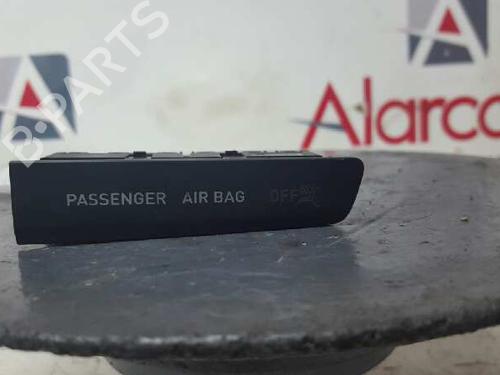 B-PARTS
Alarco
PASSENGER AIR BAG OFF